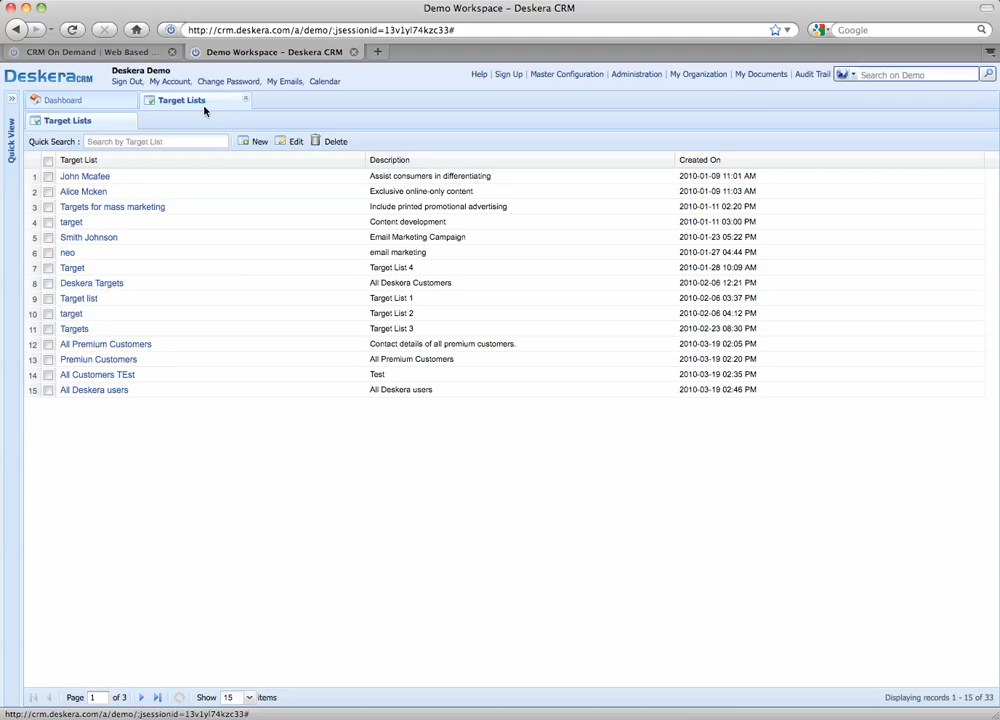 Demo Workspace – Deskera CRM
http://crm.deskera.com/a/demo/;jsessionid=13v1yl74kzc33#
Google
CRM On Demand | Web Based ...
Demo Workspace – Deskera CRM
DeskeraCRM
Deskera Demo
Sign Out, My Account, Change Password, My Emails, Calendar
Help | Sign Up | Master Configuration | Administration | My Organization | My Documents | Audit Trail
Search on Demo
Quick View
Dashboard
Target Lists
Target Lists
Quick Search : Search by Target List New Edit Delete
Target List Description Created On
1 John Mcafee Assist consumers in differentiating 2010-01-09 11:01 AM
2 Alice Mcken Exclusive online-only content 2010-01-09 11:03 AM
3 Targets for mass marketing Include printed promotional advertising 2010-01-11 02:20 PM
4 target Content development 2010-01-11 03:00 PM
5 Smith Johnson Email Marketing Campaign 2010-01-23 05:22 PM
6 neo email marketing 2010-01-27 04:44 PM
7 Target Target List 4 2010-01-28 10:09 AM
8 Deskera Targets All Deskera Customers 2010-02-06 12:21 PM
9 Target list Target List 1 2010-02-06 03:37 PM
10 target Target List 2 2010-02-06 04:12 PM
11 Targets Target List 3 2010-02-23 08:30 PM
12 All Premium Customers Contact details of all premium customers. 2010-03-19 02:05 PM
13 Premiun Customers All Premium Customers 2010-03-19 02:20 PM
14 All Customers TEst Test 2010-03-19 02:35 PM
15 All Deskera users All Deskera users 2010-03-19 02:46 PM
Page 1 of 3 Show 15 items Displaying records 1 - 15 of 33
http://crm.deskera.com/a/demo/;jsessionid=13v1yl74kzc33#